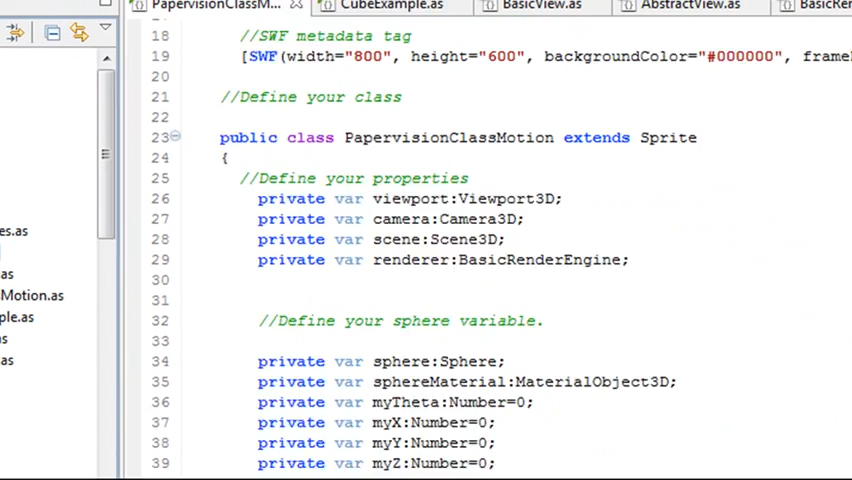 PapervisionClassM... CubeExample.as BasicView.as AbstractView.as BasicRen
18 //SWF metadata tag
19 [SWF(width="800", height="600", backgroundColor="#000000", frameR
20
21 //Define your class
22
23 public class PapervisionClassMotion extends Sprite
24 {
25 //Define your properties
26 private var viewport:Viewport3D;
27 private var camera:Camera3D;
28 private var scene:Scene3D;
29 private var renderer:BasicRenderEngine;
30
31
32 //Define your sphere variable.
33
34 private var sphere:Sphere;
35 private var sphereMaterial:MaterialObject3D;
36 private var myTheta:Number=0;
37 private var myX:Number=0;
38 private var myY:Number=0;
39 private var myZ:Number=0;
es.as
as
Motion.as
ple.as
s
as